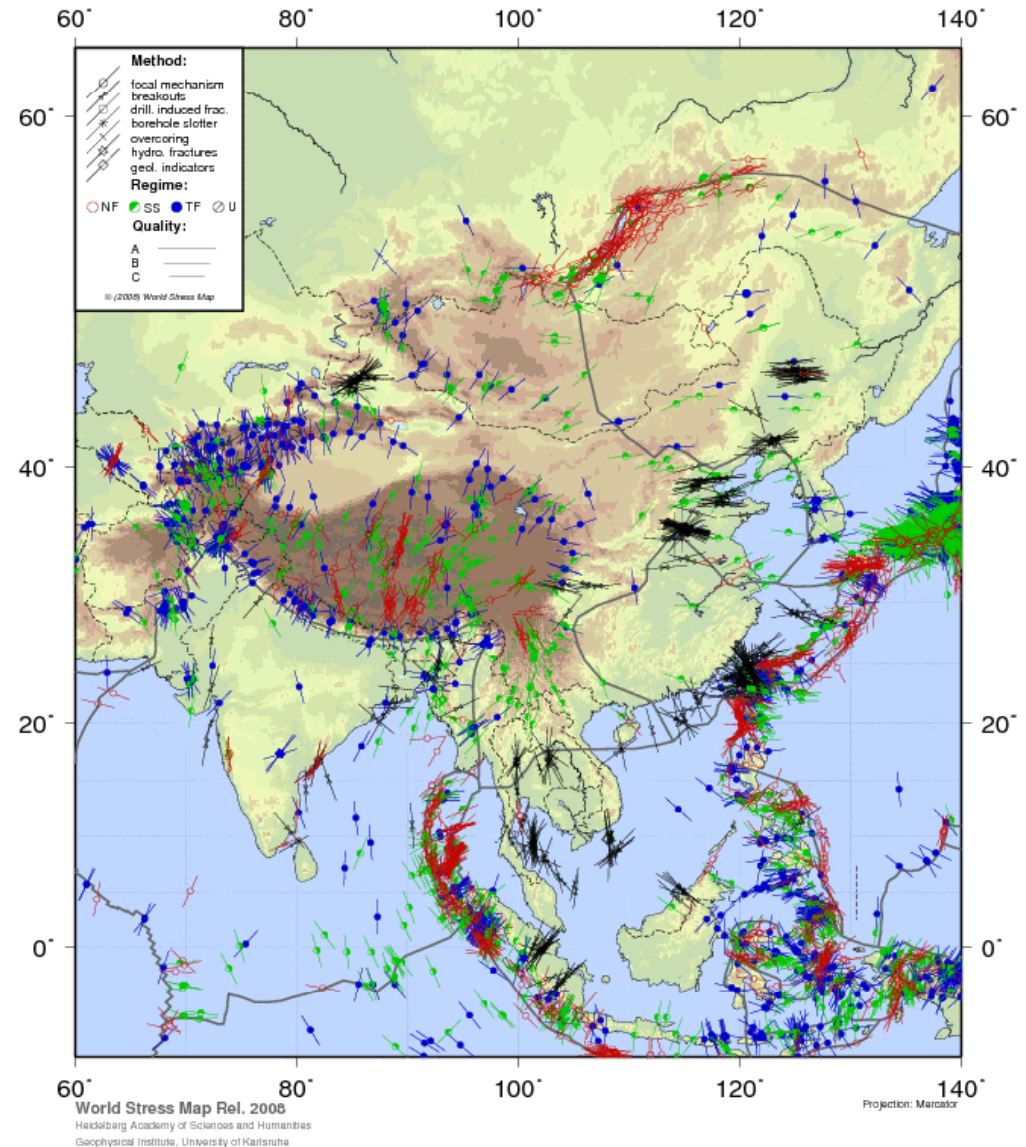 60° 80° 100° 120° 140°
60° 60°
Method:
focal mechanism
breakouts
drill. induced frac.
borehole slotter
overcoring
hydro. fractures
geol. indicators
Regime:
NF SS TF U
Quality:
A
B
C
© (2008) World Stress Map
40° 40°
20° 20°
0° 0°
60° 80° 100° 120° 140°
World Stress Map Rel. 2008
Projection: Mercator
Heidelberg Academy of Sciences and Humanities
Geophysical Institute, University of Karlsruhe